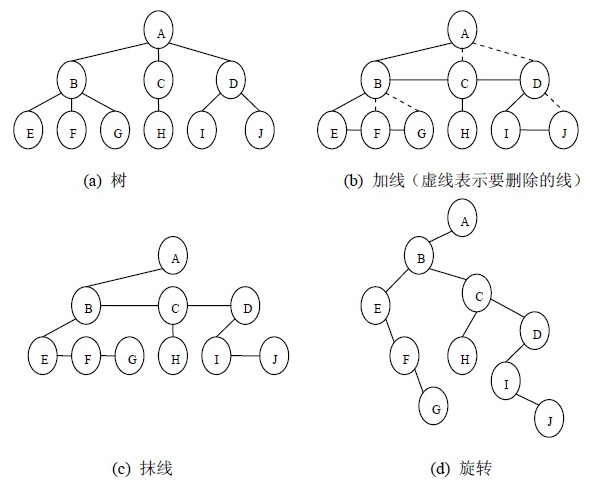 A
B C D
E F G H I J
(a) 树
A
B C D
E F G H I J
(b) 加线（虚线表示要删除的线）
A
B C D
E F G H I J
(c) 抹线
A
B
E C
F H D
G I
J
(d) 旋转